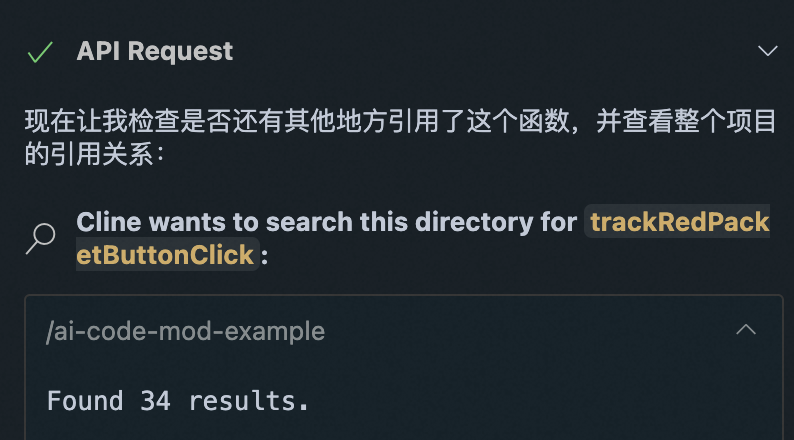 API Request
现在让我检查是否还有其他地方引用了这个函数，并查看整个项目
的引用关系：
Cline wants to search this directory for trackRedPack
etButtonClick:
/ai-code-mod-example
Found 34 results.